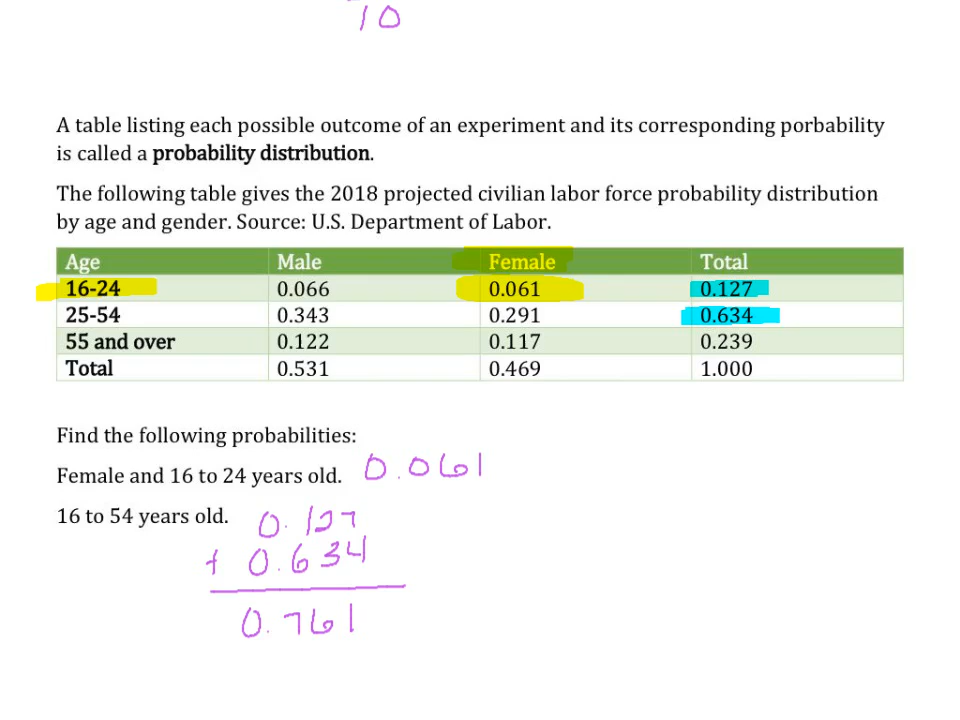 10
A table listing each possible outcome of an experiment and its corresponding porbability
is called a probability distribution.
The following table gives the 2018 projected civilian labor force probability distribution
by age and gender. Source: U.S. Department of Labor.
Age Male Female Total
16-24 0.066 0.061 0.127
25-54 0.343 0.291 0.634
55 and over 0.122 0.117 0.239
Total 0.531 0.469 1.000
Find the following probabilities:
Female and 16 to 24 years old. 0.061
16 to 54 years old. 0.127
+ 0.634
0.761